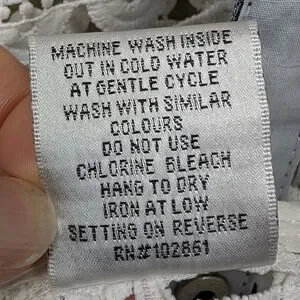 MACHINE WASH INSIDE
OUT IN COLD WATER
AT GENTLE CYCLE
WASH WITH SIMILAR
COLOURS
DO NOT USE
CHLORINE BLEACH
HANG TO DRY
IRON AT LOW
SETTING ON REVERSE
RN#102861